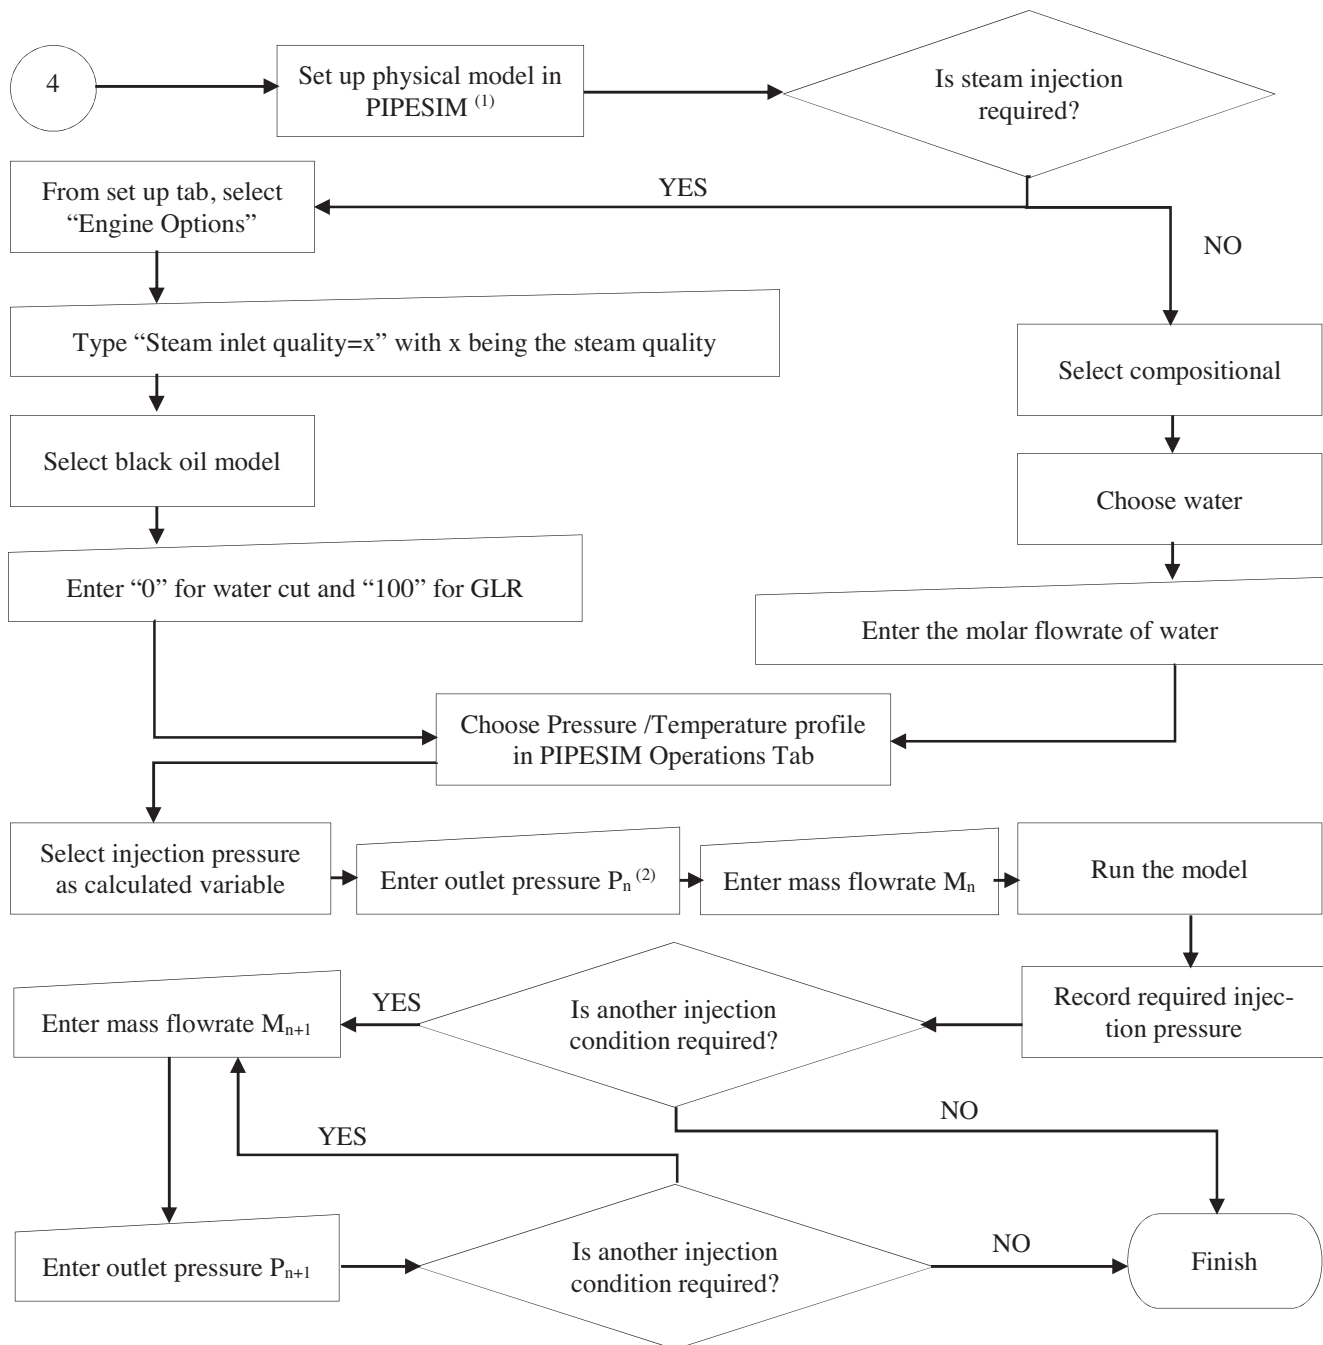 4
Set up physical model in
PIPESIM (1)
Is steam injection
required?
YES
From set up tab, select
“Engine Options”
NO
Type “Steam inlet quality=x” with x being the steam quality
Select compositional
Select black oil model
Choose water
Enter “0” for water cut and “100” for GLR
Enter the molar flowrate of water
Choose Pressure /Temperature profile
in PIPESIM Operations Tab
Select injection pressure
as calculated variable
Enter outlet pressure Pn (2)
Enter mass flowrate Mn
Run the model
Record required injec-
tion pressure
Is another injection
condition required?
YES
Enter mass flowrate Mn+1
NO
YES
Enter outlet pressure Pn+1
Is another injection
condition required?
NO
Finish